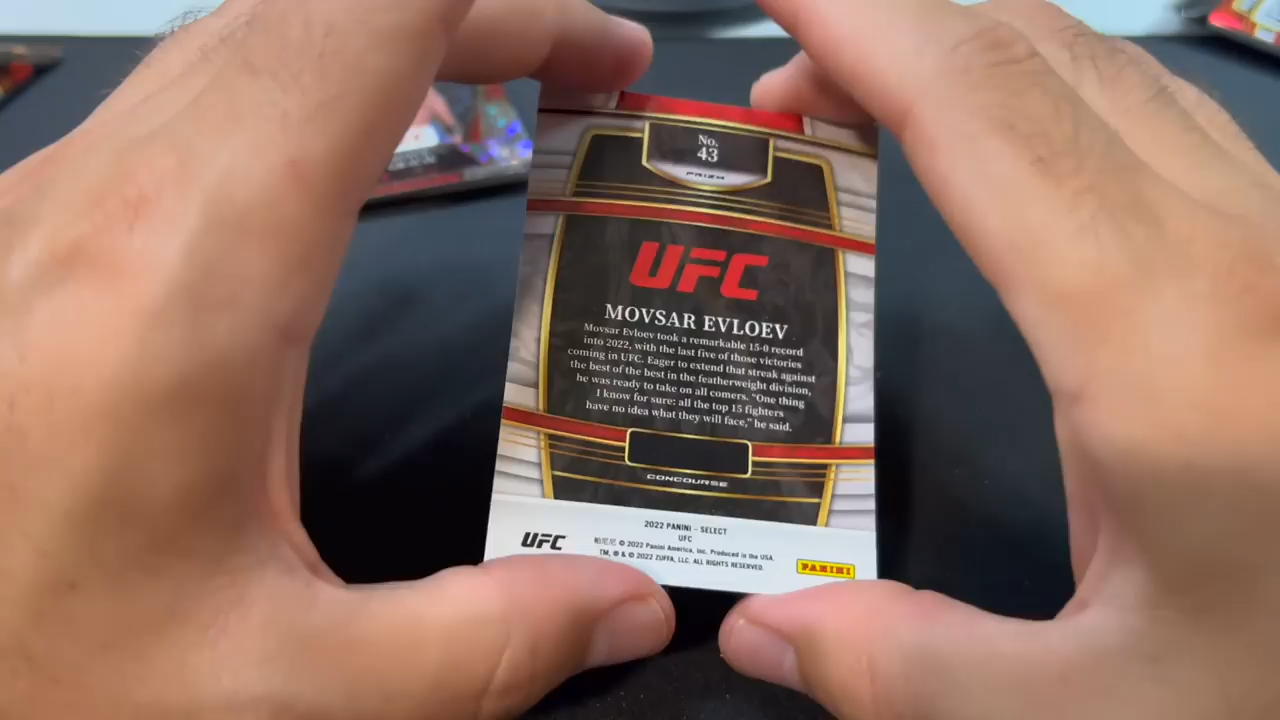 No.
43
PRIZM
UFC
MOVSAR EVLOEV
Movsar Evloev took a remarkable 15-0 record
into 2022, with the last five of those victories
coming in UFC. Eager to extend that streak against
the best of the best in the featherweight division,
he was ready to take on all comers. "One thing
I know for sure: all the top 15 fighters
have no idea what they will face," he said.
CONCOURSE
2022 PANINI - SELECT
UFC
UFC
帕尼尼 © 2022 Panini America, Inc. Produced in the USA.
TM, ® & © 2022 ZUFFA, LLC. ALL RIGHTS RESERVED.
PANINI